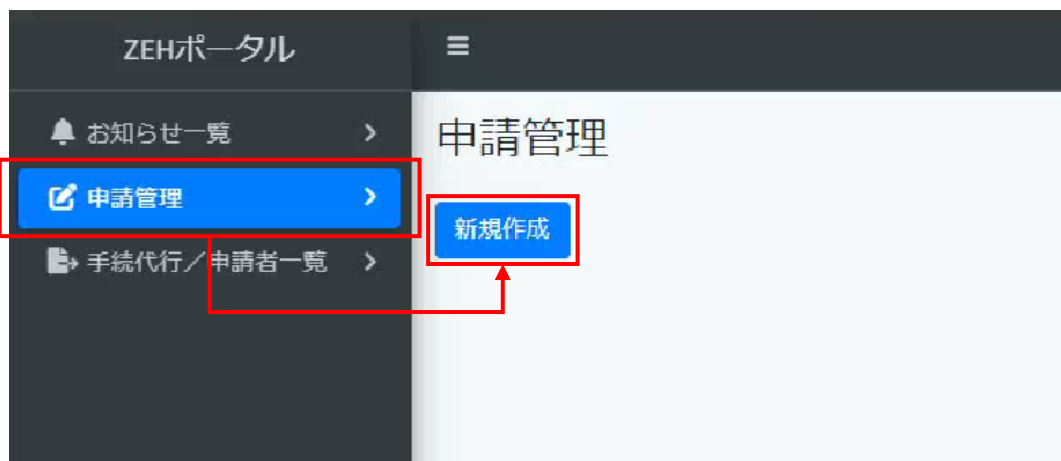 ZEHポータル
お知らせ一覧
申請管理
手続代行／申請者一覧
申請管理
新規作成